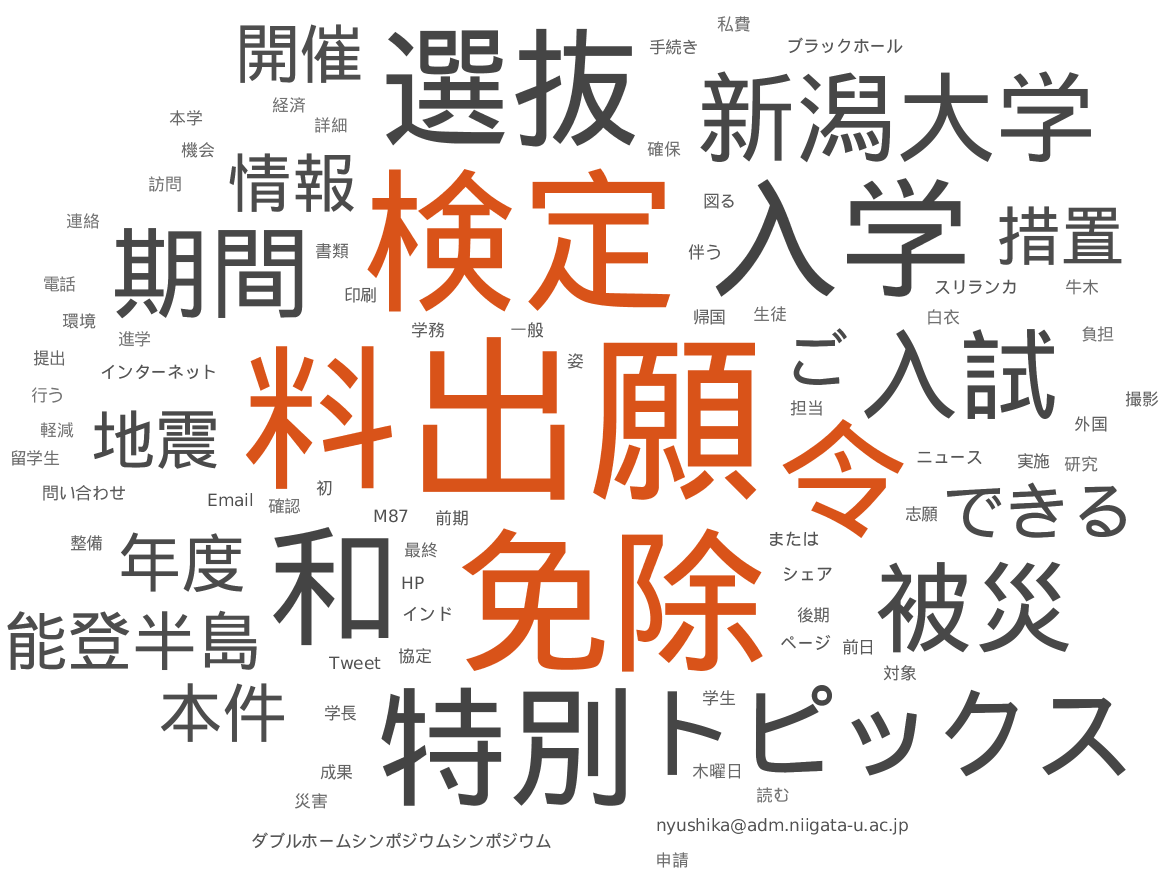 私費
開催
選抜
手続き
ブラックホール
新潟大学
経済
本学
詳細
機会
確保
情報
訪問
検定
入学
図る
措置
連絡
期間
書類
伴う
電話
印刷
スリランカ
牛木
環境
帰国
生徒
白衣
進学
学務
一般
負担
提出
料
出願
姿
ご
入試
インターネット
行う
担当
撮影
地震
軽減
外国
令
留学生
ニュース
実施
研究
問い合わせ
初
Email
確認
M87
前期
志願
できる
整備
年度
和
最終
免除
または
HP
シェア
被災
インド
後期
能登半島
ページ
前日
Tweet
協定
対象
本件
学長
特別
学生
トピックス
成果
木曜日
災害
読む
nyushika@adm.niigata-u.ac.jp
ダブルホームシンポジウムシンポジウム
申請